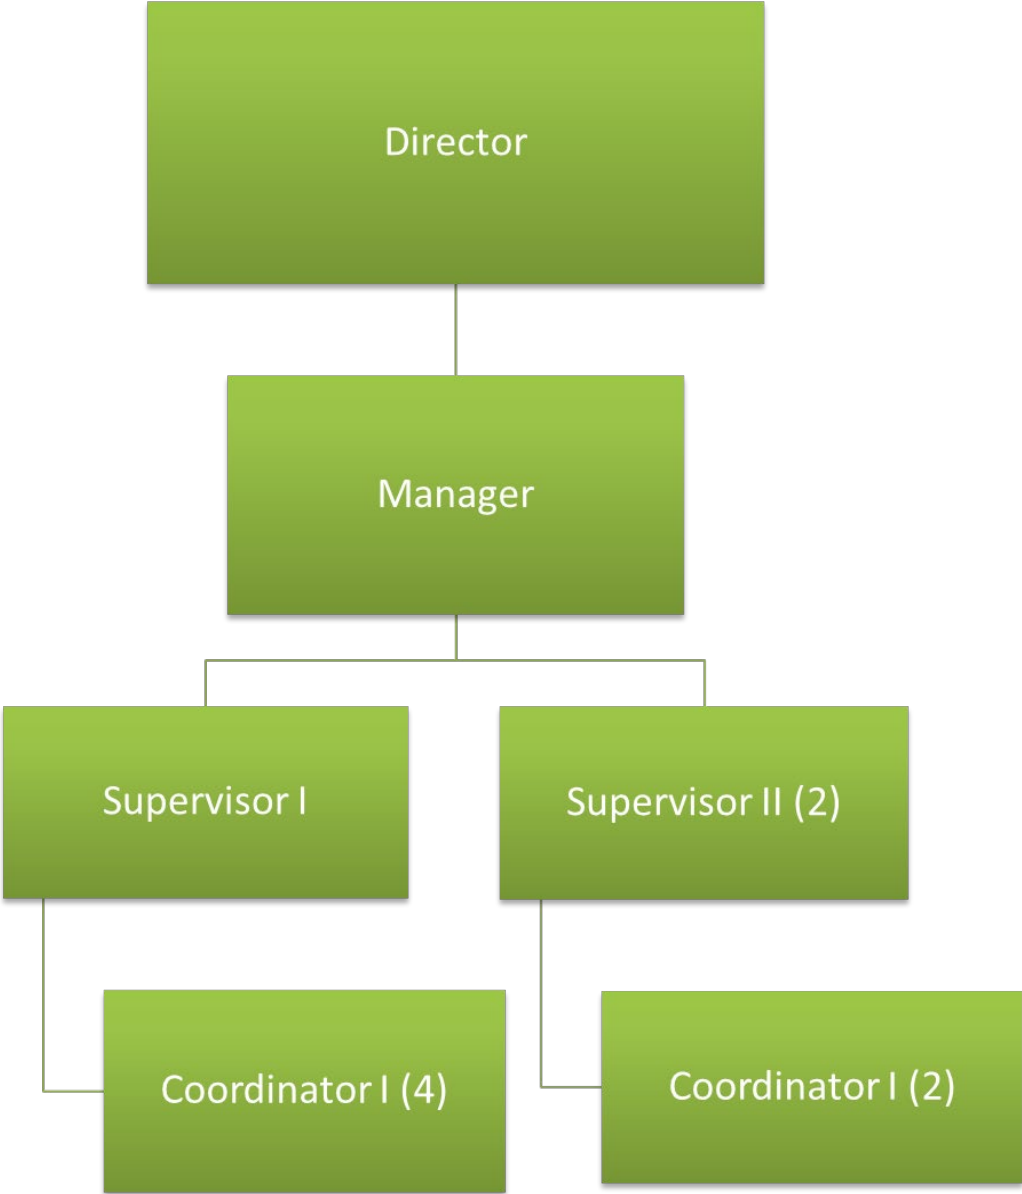 Director
Manager
Supervisor I
Supervisor II (2)
Coordinator I (4)
Coordinator I (2)